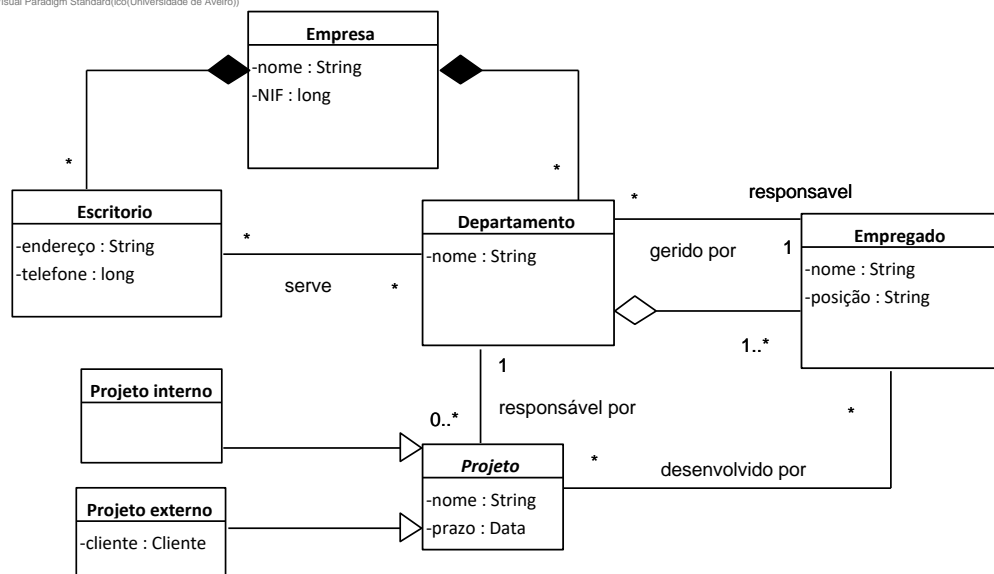 isual Paradigm Standard(ico(Universidade de Aveiro))
Empresa
-nome : String
-NIF : long
*
*
Escritorio
-endereço : String
-telefone : long
*
serve
*
Departamento
-nome : String
*
responsavel
gerido por
1
Empregado
-nome : String
-posição : String
1..*
1
responsável por
0..*
Projeto interno
Projeto
-nome : String
-prazo : Data
*
desenvolvido por
*
Projeto externo
-cliente : Cliente